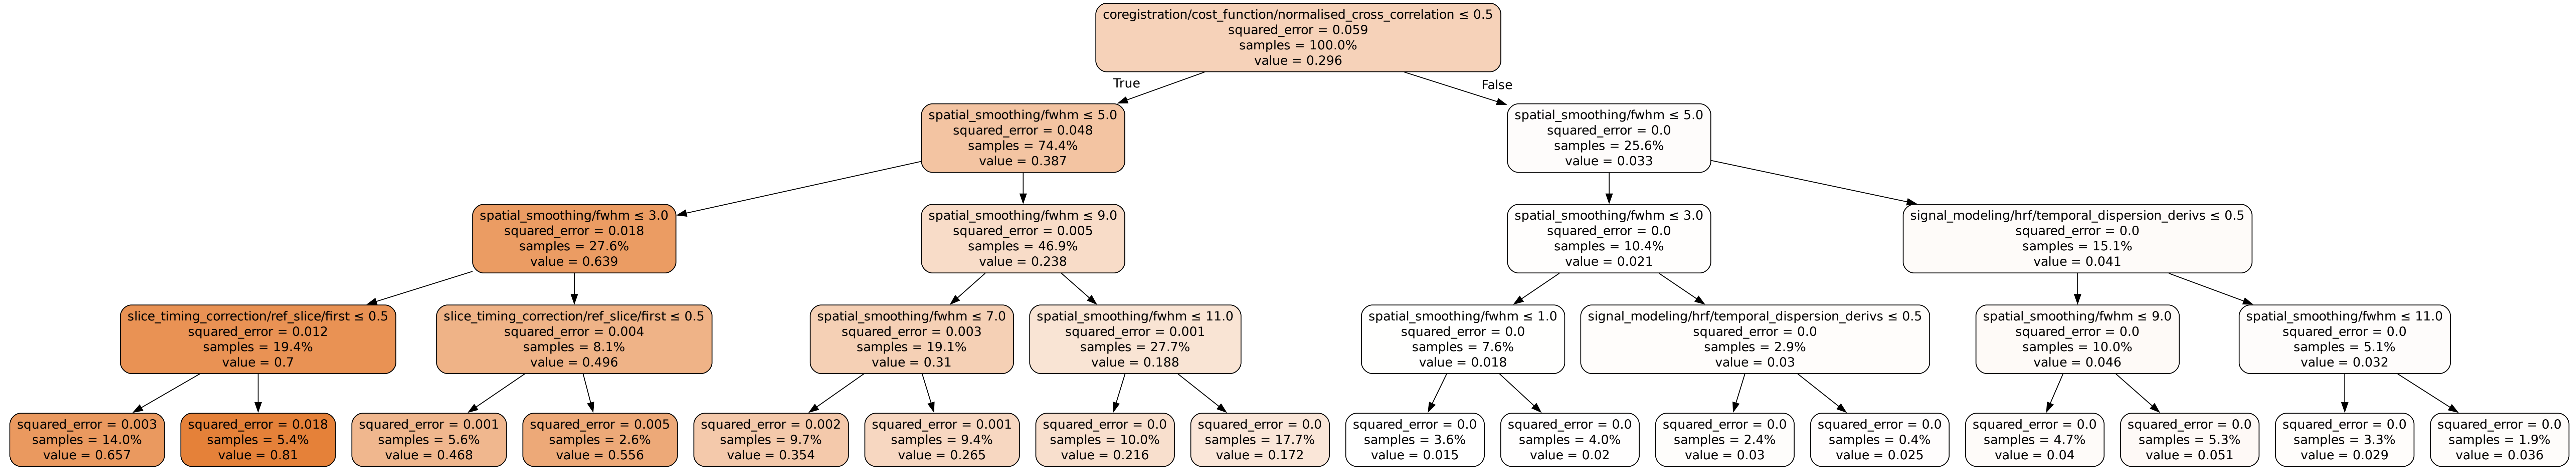 coregistration/cost_function/normalised_cross_correlation ≤ 0.5
squared_error = 0.059
samples = 100.0%
value = 0.296
True
False
spatial_smoothing/fwhm ≤ 5.0
squared_error = 0.048
samples = 74.4%
value = 0.387
spatial_smoothing/fwhm ≤ 5.0
squared_error = 0.0
samples = 25.6%
value = 0.033
spatial_smoothing/fwhm ≤ 3.0
squared_error = 0.018
samples = 27.6%
value = 0.639
spatial_smoothing/fwhm ≤ 9.0
squared_error = 0.005
samples = 46.9%
value = 0.238
spatial_smoothing/fwhm ≤ 3.0
squared_error = 0.0
samples = 10.4%
value = 0.021
signal_modeling/hrf/temporal_dispersion_derivs ≤ 0.5
squared_error = 0.0
samples = 15.1%
value = 0.041
slice_timing_correction/ref_slice/first ≤ 0.5
squared_error = 0.012
samples = 19.4%
value = 0.7
slice_timing_correction/ref_slice/first ≤ 0.5
squared_error = 0.004
samples = 8.1%
value = 0.496
spatial_smoothing/fwhm ≤ 7.0
squared_error = 0.003
samples = 19.1%
value = 0.31
spatial_smoothing/fwhm ≤ 11.0
squared_error = 0.001
samples = 27.7%
value = 0.188
spatial_smoothing/fwhm ≤ 1.0
squared_error = 0.0
samples = 7.6%
value = 0.018
signal_modeling/hrf/temporal_dispersion_derivs ≤ 0.5
squared_error = 0.0
samples = 2.9%
value = 0.03
spatial_smoothing/fwhm ≤ 9.0
squared_error = 0.0
samples = 10.0%
value = 0.046
spatial_smoothing/fwhm ≤ 11.0
squared_error = 0.0
samples = 5.1%
value = 0.032
squared_error = 0.003
samples = 14.0%
value = 0.657
squared_error = 0.018
samples = 5.4%
value = 0.81
squared_error = 0.001
samples = 5.6%
value = 0.468
squared_error = 0.005
samples = 2.6%
value = 0.556
squared_error = 0.002
samples = 9.7%
value = 0.354
squared_error = 0.001
samples = 9.4%
value = 0.265
squared_error = 0.0
samples = 10.0%
value = 0.216
squared_error = 0.0
samples = 17.7%
value = 0.172
squared_error = 0.0
samples = 3.6%
value = 0.015
squared_error = 0.0
samples = 4.0%
value = 0.02
squared_error = 0.0
samples = 2.4%
value = 0.03
squared_error = 0.0
samples = 0.4%
value = 0.025
squared_error = 0.0
samples = 4.7%
value = 0.04
squared_error = 0.0
samples = 5.3%
value = 0.051
squared_error = 0.0
samples = 3.3%
value = 0.029
squared_error = 0.0
samples = 1.9%
value = 0.036